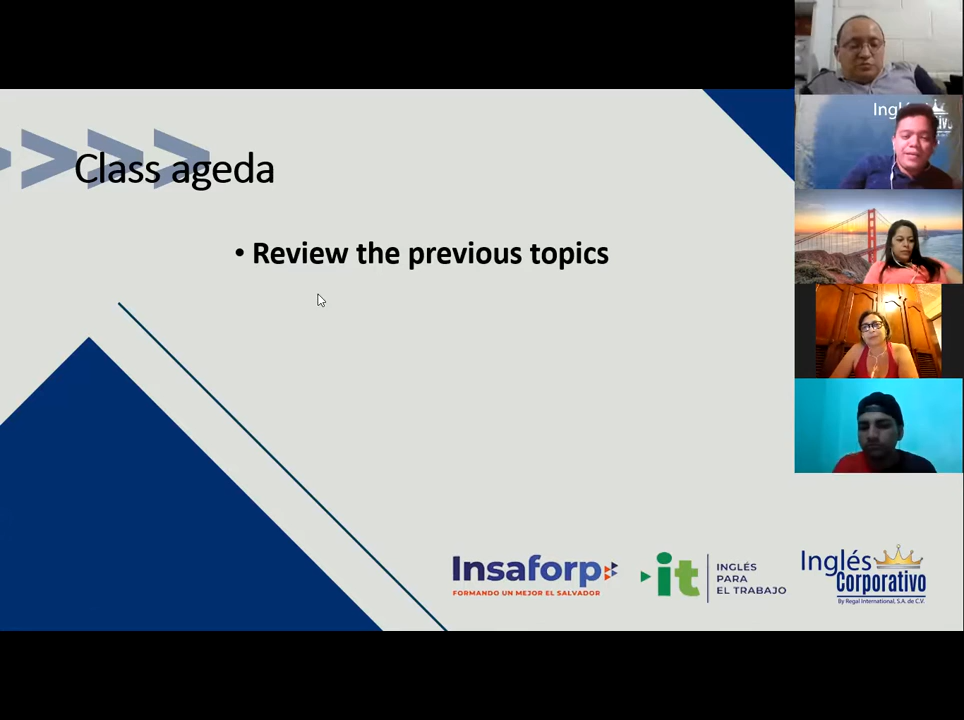 Class ageda
• Review the previous topics
Insaforp
FORMANDO UN MEJOR EL SALVADOR
it
INGLÉS
PARA
EL TRABAJO
Inglés
Corporativo
By Regal International, S.A. de C.V.